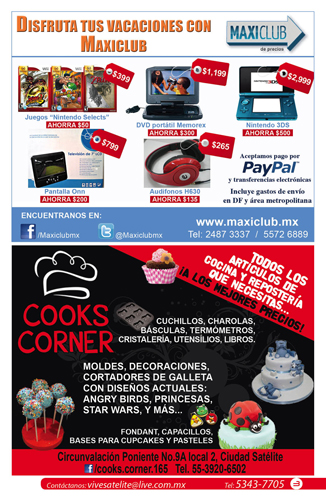 DISFRUTA TUS VACACIONES CON
MAXICLUB
MAXICLUB
de precios
$399
$1,199
$2,999
Juegos “Nintendo Selects”
AHORRA $50
DVD portátil Memorex
AHORRA $300
Nintendo 3DS
AHORRA $500
$799
$265
Pantalla Onn
AHORRA $200
Audífonos H630
AHORRA $135
Aceptamos pago por
PayPal
y transferencias electrónicas
Incluye gastos de envío
en DF y área metropolitana
ENCUENTRANOS EN:
/Maxiclubmx
@Maxiclubmx
www.maxiclub.mx
Tel: 2487 3337 / 5572 6889
TODOS LOS
ARTICULOS DE
COCINA Y REPOSTERÍA
QUE NECESITAS...
¡A LOS MEJORES PRECIOS!
COOKS
CORNER
CUCHILLOS, CHAROLAS,
BÁSCULAS, TERMÓMETROS,
CRISTALERÍA, UTENSÍLIOS, LIBROS.
MOLDES, DECORACIONES,
CORTADORES DE GALLETA
CON DISEÑOS ACTUALES:
ANGRY BIRDS, PRINCESAS,
STAR WARS, Y MÁS...
FONDANT, CAPACILLOS,
BASES PARA CUPCAKES Y PASTELES
Circunvalación Poniente No.9A local 2, Ciudad Satélite
/cooks.corner.165 Tel. 55-3920-6502
Contáctanos: vivesatelite@live.com.mx
Tel. 5343-7705